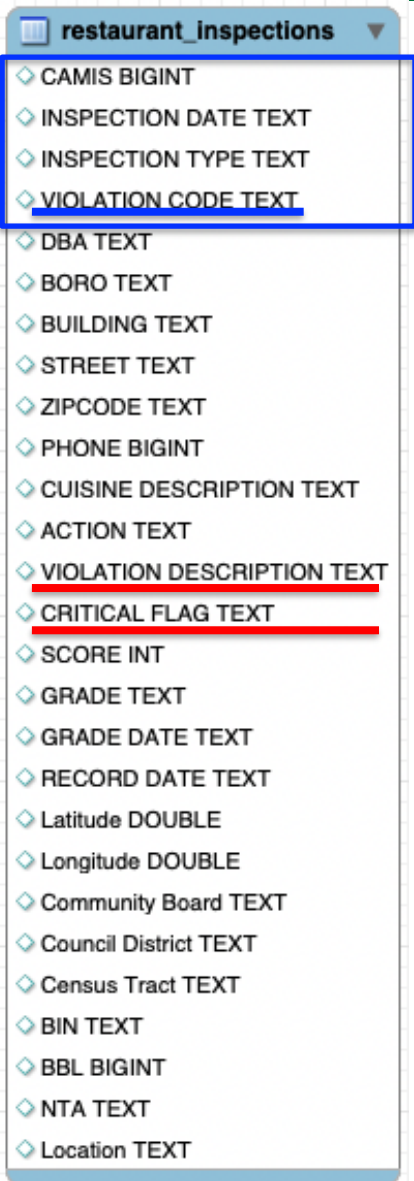 restaurant_inspections
CAMIS BIGINT
INSPECTION DATE TEXT
INSPECTION TYPE TEXT
VIOLATION CODE TEXT
DBA TEXT
BORO TEXT
BUILDING TEXT
STREET TEXT
ZIPCODE TEXT
PHONE BIGINT
CUISINE DESCRIPTION TEXT
ACTION TEXT
VIOLATION DESCRIPTION TEXT
CRITICAL FLAG TEXT
SCORE INT
GRADE TEXT
GRADE DATE TEXT
RECORD DATE TEXT
Latitude DOUBLE
Longitude DOUBLE
Community Board TEXT
Council District TEXT
Census Tract TEXT
BIN TEXT
BBL BIGINT
NTA TEXT
Location TEXT